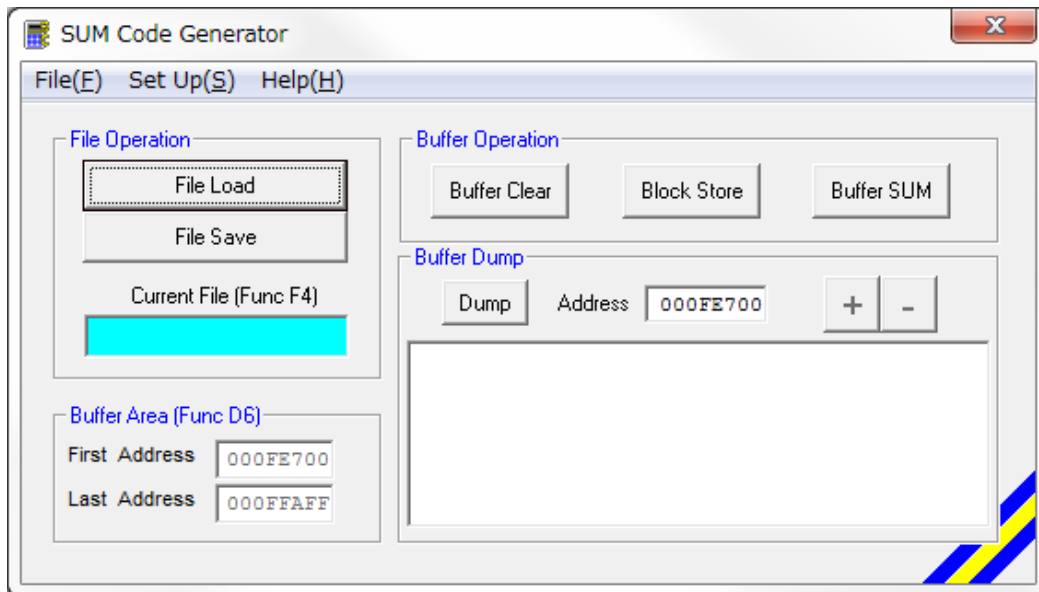 SUM Code Generator
File(F) Set Up(S) Help(H)
File Operation
File Load
File Save
Current File (Func F4)
Buffer Operation
Buffer Clear Block Store Buffer SUM
Buffer Dump
Dump Address 000FE700 + -
Buffer Area (Func D6)
First Address 000FE700
Last Address 000FFAFF